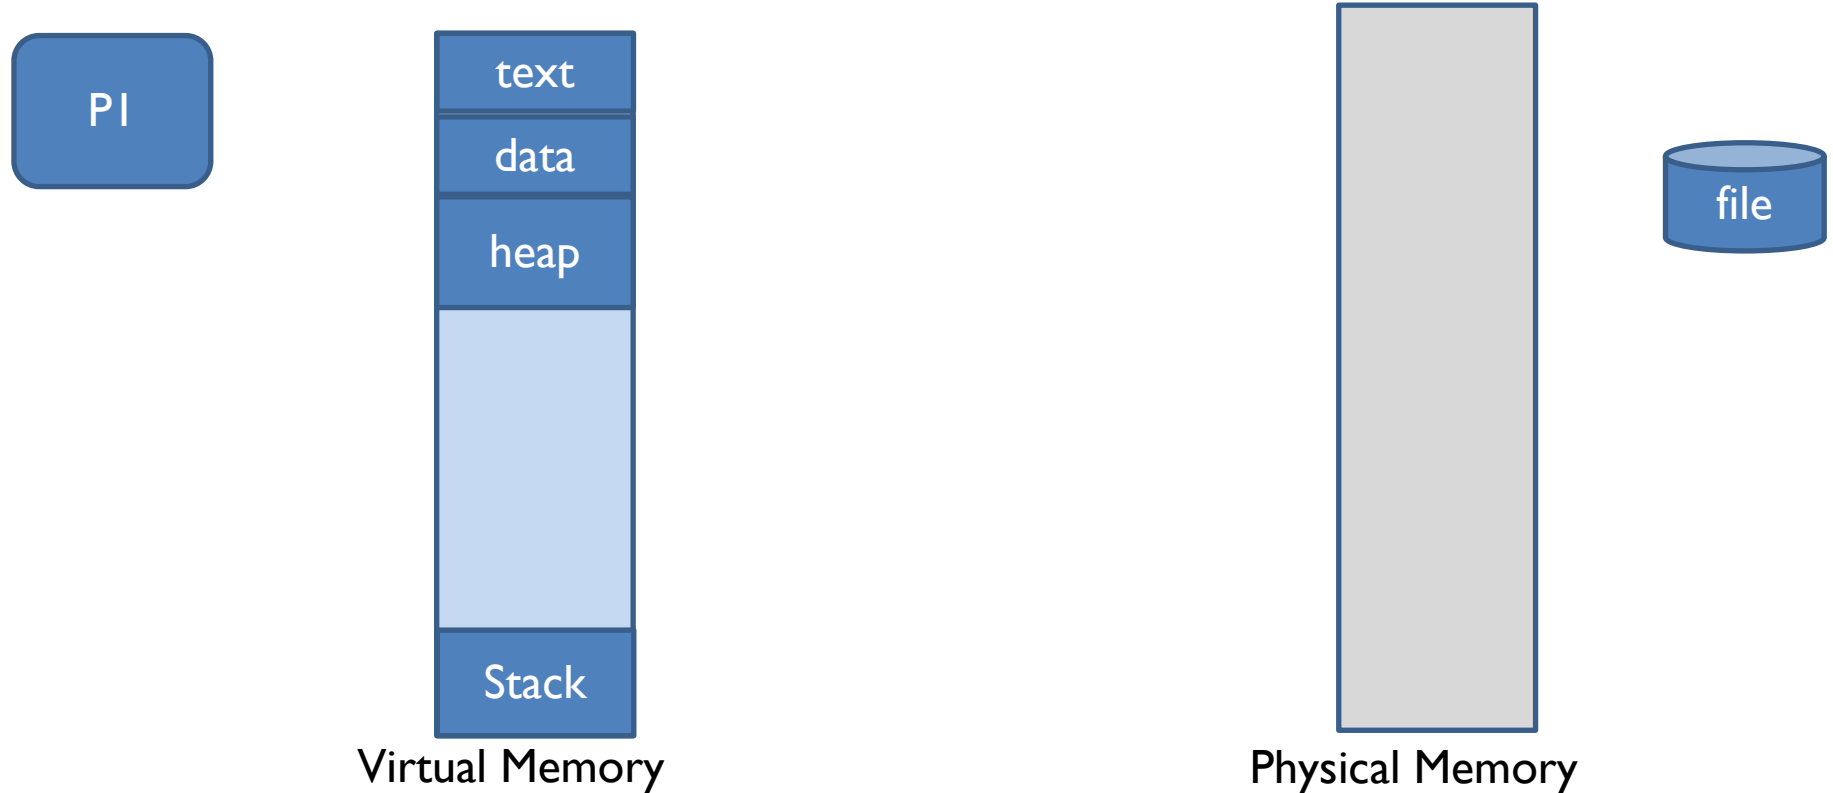 P1
text
data
heap
Stack
Virtual Memory
Physical Memory
file